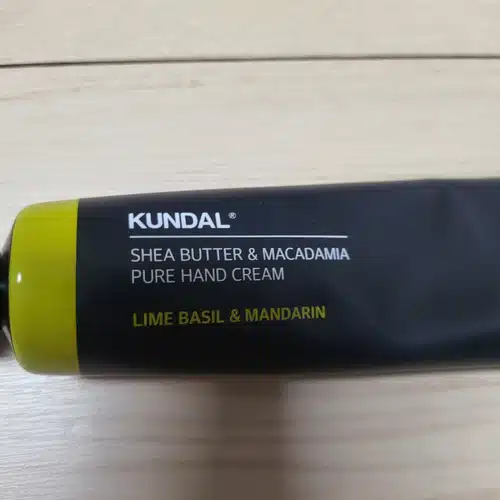 KUNDAL®
SHEA BUTTER & MACADAMIA
PURE HAND CREAM
LIME BASIL & MANDARIN